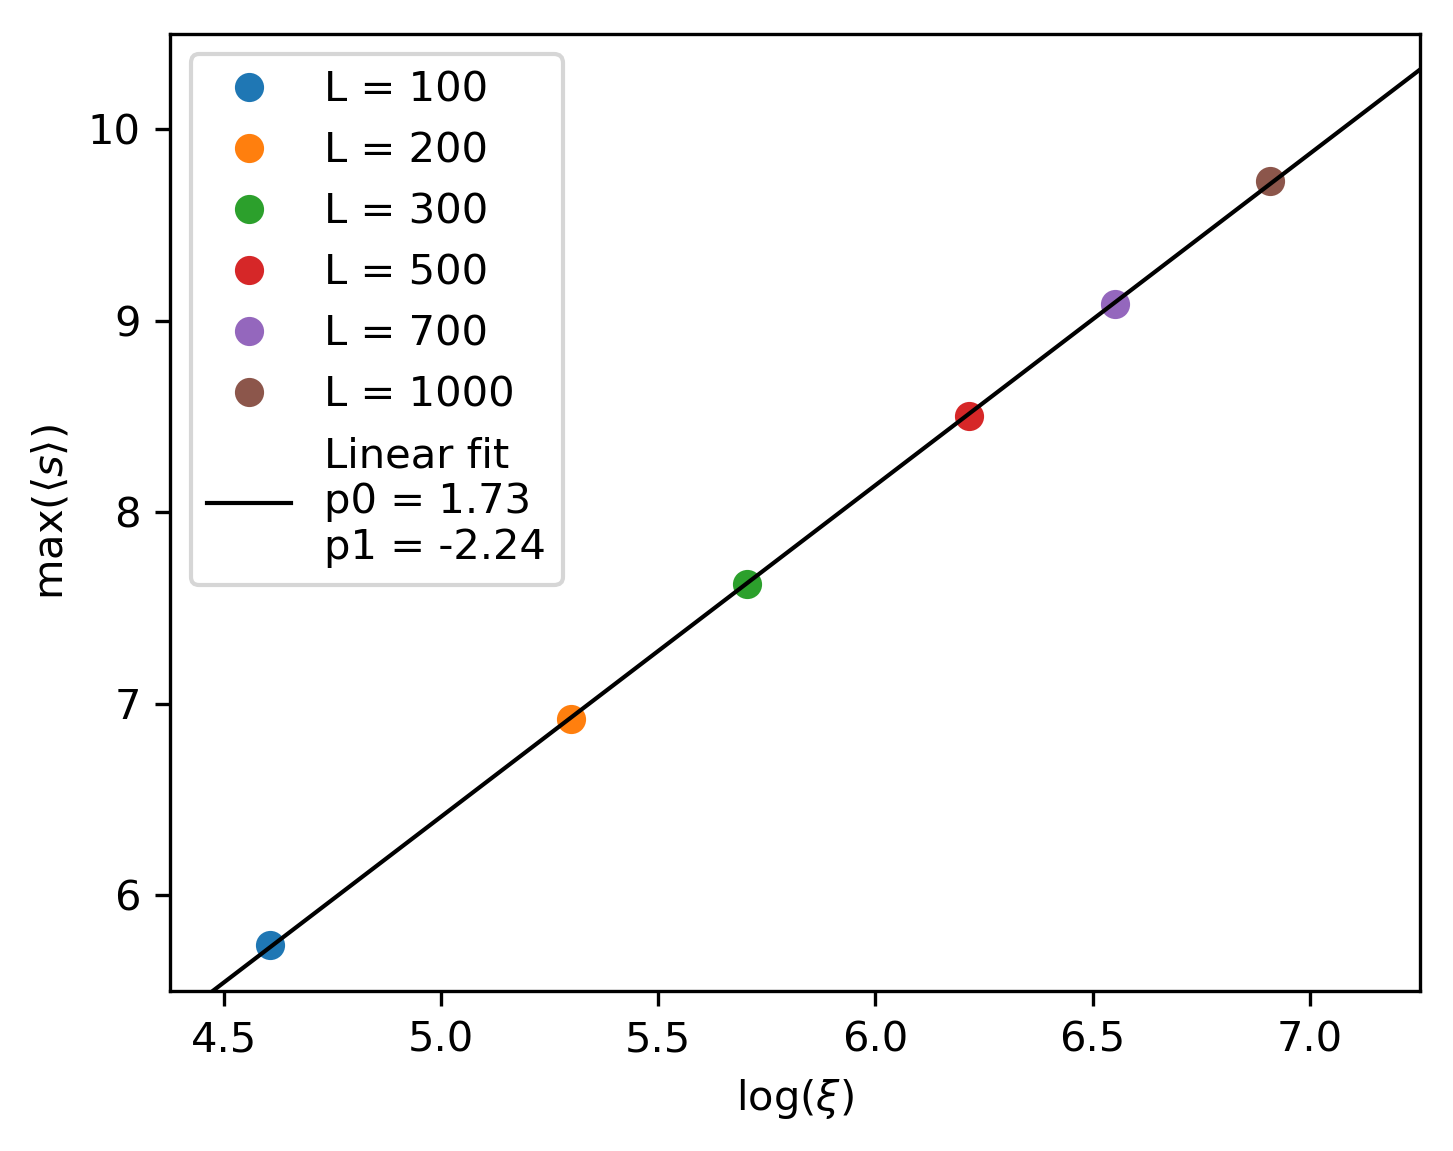 L = 100
L = 200
L = 300
L = 500
L = 700
L = 1000
Linear fit
p0 = 1.73
p1 = -2.24
10
9
8
7
6
max(⟨s⟩)
4.5 5.0 5.5 6.0 6.5 7.0
log(ξ)